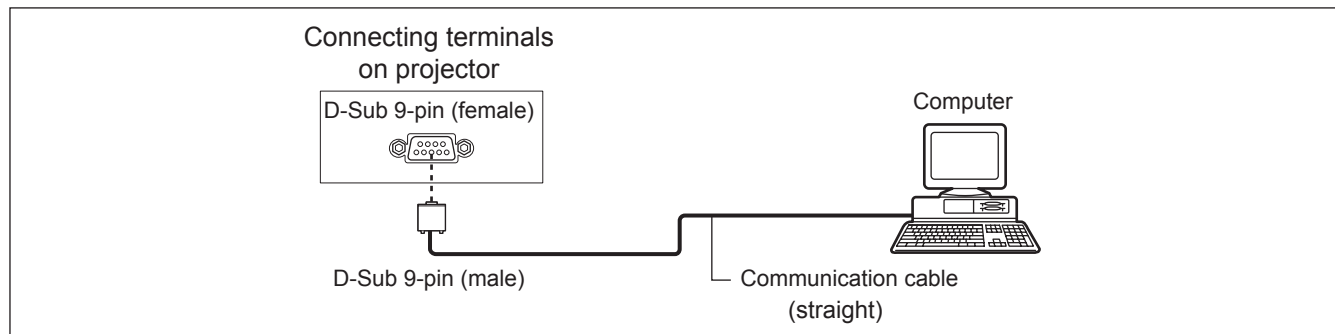 Connecting terminals
on projector
D-Sub 9-pin (female)
Computer
D-Sub 9-pin (male)
Communication cable
(straight)